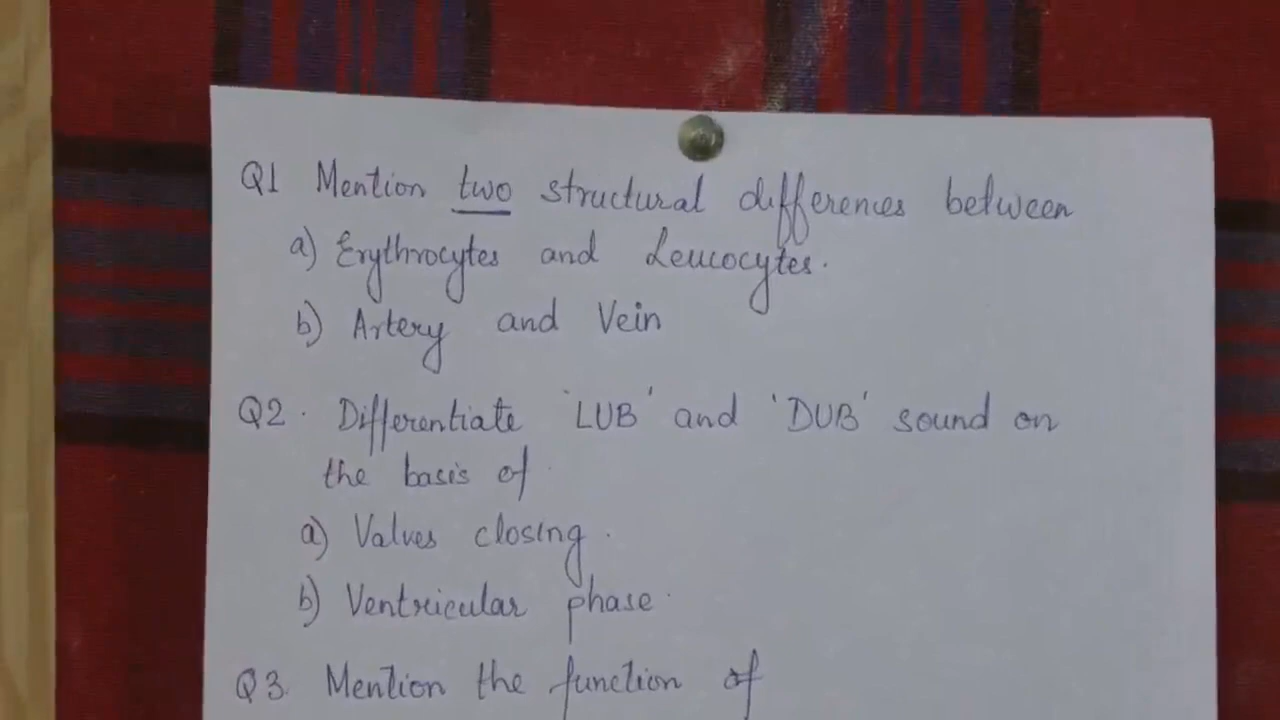 Q1 Mention two structural differences between
a) Erythrocytes and Leucocytes.
b) Artery and Vein
Q2. Differentiate 'LUB' and 'DUB' sound on
the basis of
a) Valves closing.
b) Ventricular phase.
Q3. Mention the function of